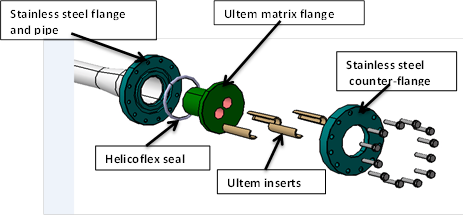 Stainless steel flange
and pipe
Ultem matrix flange
Stainless steel
counter-flange
Helicoflex seal
Ultem inserts